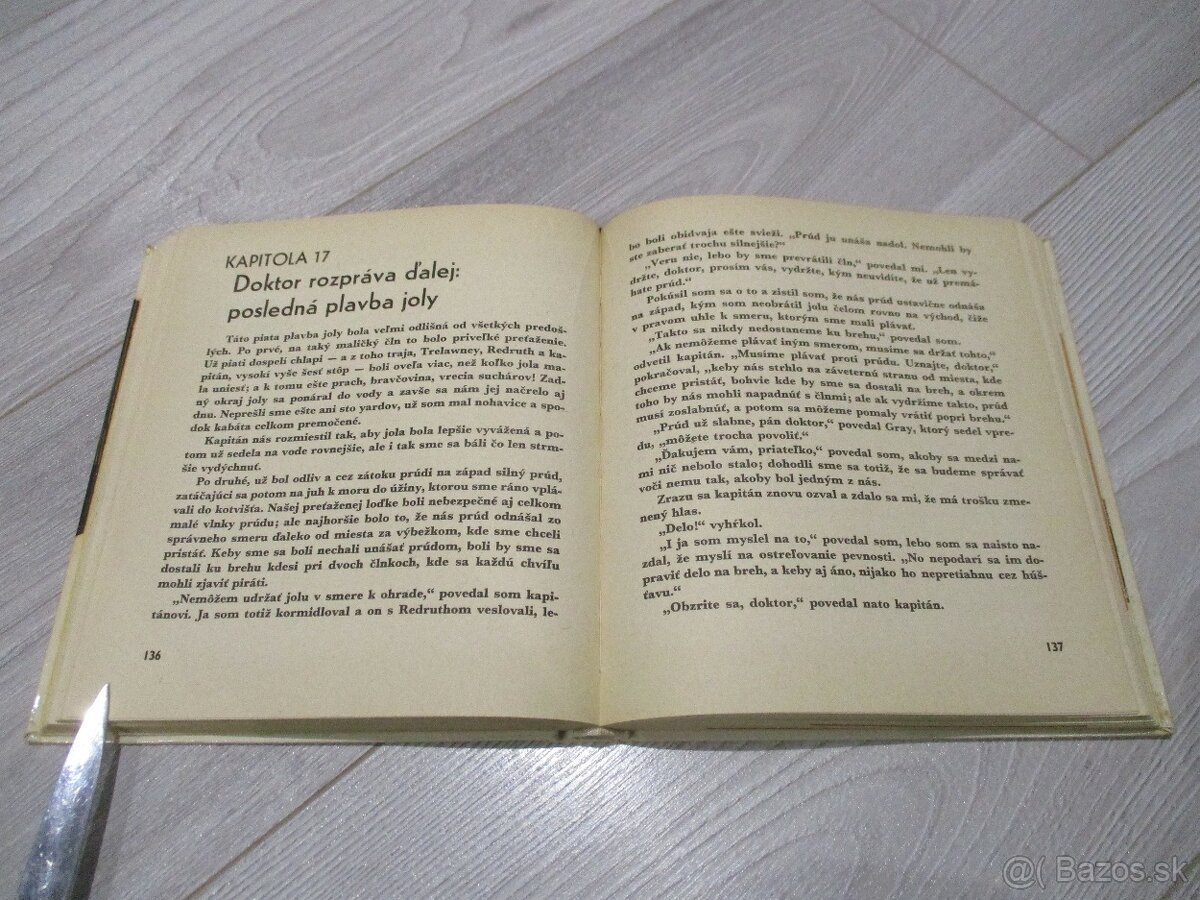 KAPITOLA 17
Doktor rozpráva ďalej:
posledná plavba joly
Táto piata plavba joly bola veľmi odlišná od všetkých predoš-
lých. Po prvé, na taký maličký čln to bolo priveľké preťaženie.
Už piati dospelí chlapi — a z toho traja, Trelawney, Redruth a ka-
pitán, vysokí vyše šesť stôp — boli oveľa viac, než koľko jola ma-
la uniesť; a k tomu ešte prach, bravčovina, vrecia suchárov! Zad-
ný okraj joly sa ponáral do vody a zavše sa nám jej načrelo aj
dnu. Neprešli sme ešte ani sto yardov, už som mal nohavice a spo-
dok kabáta celkom premočené.
Kapitán nás rozmiestil tak, aby jola bola lepšie vyvážená a po-
tom už sedela na vode rovnejšie, ale i tak sme sa báli čo len strm-
šie vydýchnuť.
Po druhé, už bol odliv a cez zátoku prúdi na západ silný prúd,
zatáčajúci sa potom na juh k moru do úžiny, ktorou sme ráno vplá-
vali do kotvišťa. Našej preťaženej loďke boli nebezpečné aj celkom
malé vlnky prúdu; ale najhoršie bolo to, že nás prúd odnášal zo
správneho smeru ďaleko od miesta za výbežkom, kde sme chceli
pristáť. Keby sme sa boli nechali unášať prúdom, boli by sme sa
dostali ku brehu kdesi pri dvoch člnkoch, kde sa každú chvíľu
mohli zjaviť piráti.
„Nemôžem udržať jolu v smere k ohrade,“ povedal som kapi-
tánovi. Ja som totiž kormidloval a on s Redruthom veslovali, le-
136
bo boli obidvaja ešte svieži. „Prúd ju unáša nadol. Nemohli by
ste zaberať trochu silnejšie?“
„Veru nie, lebo by sme prevrátili čln,“ povedal mi. „Len vy-
držte, doktor, prosím vás, vydržte, kým neuvidíte, že už premá-
hate prúd.“
Pokúsil som sa o to a zistil som, že nás prúd ustavične odnáša
na západ, kým som neobrátil jolu čelom rovno na východ, čiže
v pravom uhle k smeru, ktorým sme mali plávať.
„Takto sa nikdy nedostaneme ku brehu,“ povedal som.
„Ak nemôžeme plávať iným smerom, musíme sa držať tohto,“
odvetil kapitán. „Musíme plávať proti prúdu. Uznajte, doktor,“
pokračoval, „keby nás strhlo na záveternú stranu od miesta, kde
chceme pristáť, bohvie kde by sme sa dostali na breh, a okrem
toho by nás mohli napadnúť s člnmi; ale ak vydržíme takto, prúd
musí zoslabnúť, a potom sa môžeme pomaly vrátiť popri brehu.“
„Prúd už slabne, pán doktor,“ povedal Gray, ktorý sedel vpre-
du, „môžete trocha povoliť.“
„Ďakujem vám, priateľko,“ povedal som, akoby sa medzi na-
mi nič nebolo stalo; dohodli sme sa totiž, že sa budeme správať
voči nemu tak, akoby bol jedným z nás.
Zrazu sa kapitán znovu ozval a zdalo sa mi, že má trošku zme-
nený hlas.
„Delo!“ vyhŕkol.
„I ja som myslel na to,“ povedal som, lebo som sa naisto na-
zdal, že myslí na ostreľovanie pevnosti. „No nepodarí sa im do-
praviť delo na breh, a keby aj áno, nijako ho nepretiahnu cez húš-
ťavu.“
„Obzrite sa, doktor,“ povedal nato kapitán.
137
@( Bazos.sk